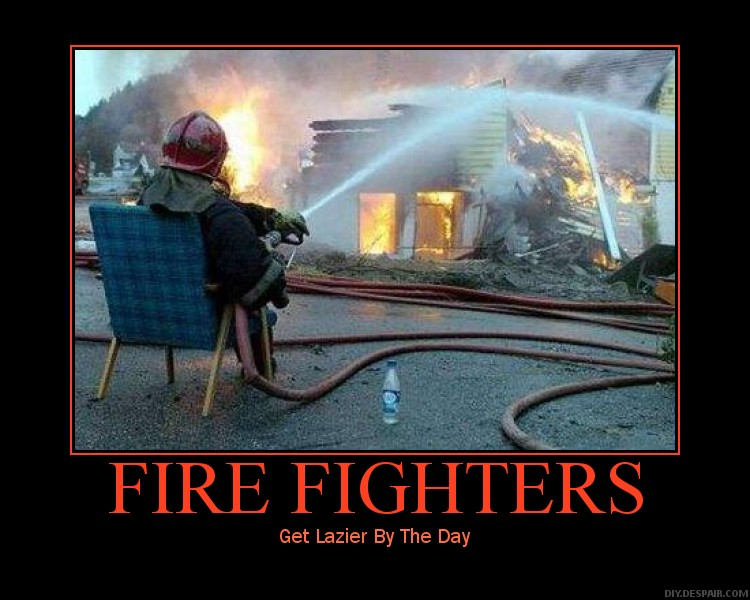 FIRE FIGHTERS
Get Lazier By The Day
DIY.DESPAIR.COM